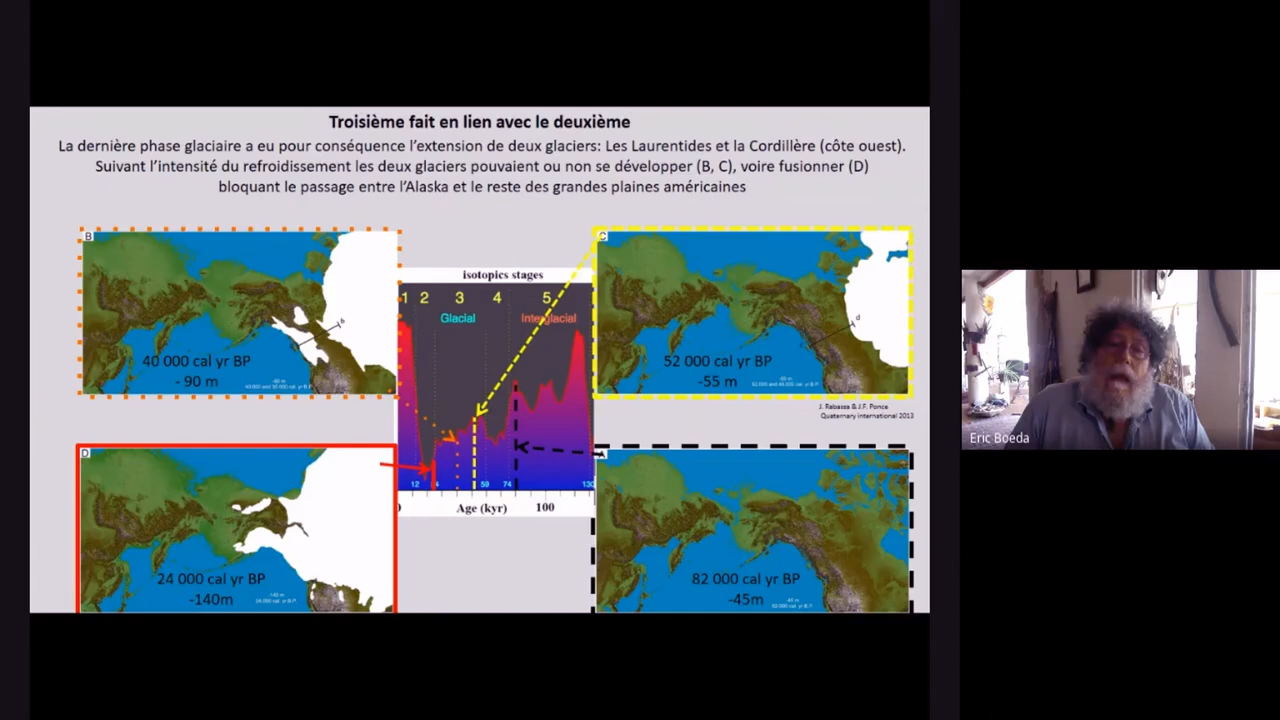 Troisième fait en lien avec le deuxième
La dernière phase glaciaire a eu pour conséquence l'extension de deux glaciers: Les Laurentides et la Cordillère (côte ouest).
Suivant l'intensité du refroidissement les deux glaciers pouvaient ou non se développer (B, C), voire fusionner (D)
bloquant le passage entre l'Alaska et le reste des grandes plaines américaines
B
40 000 cal yr BP
- 90 m
isotopics stages
1 2 3 4 5
Glacial Interglacial
12 59 74 130
0 Age (kyr) 100
C
d
52 000 cal yr BP
-55 m
J. Rabassa & J.F. Ponce
Quaternary international 2013
D
24 000 cal yr BP
-140m
A
82 000 cal yr BP
-45m
Eric Boeda